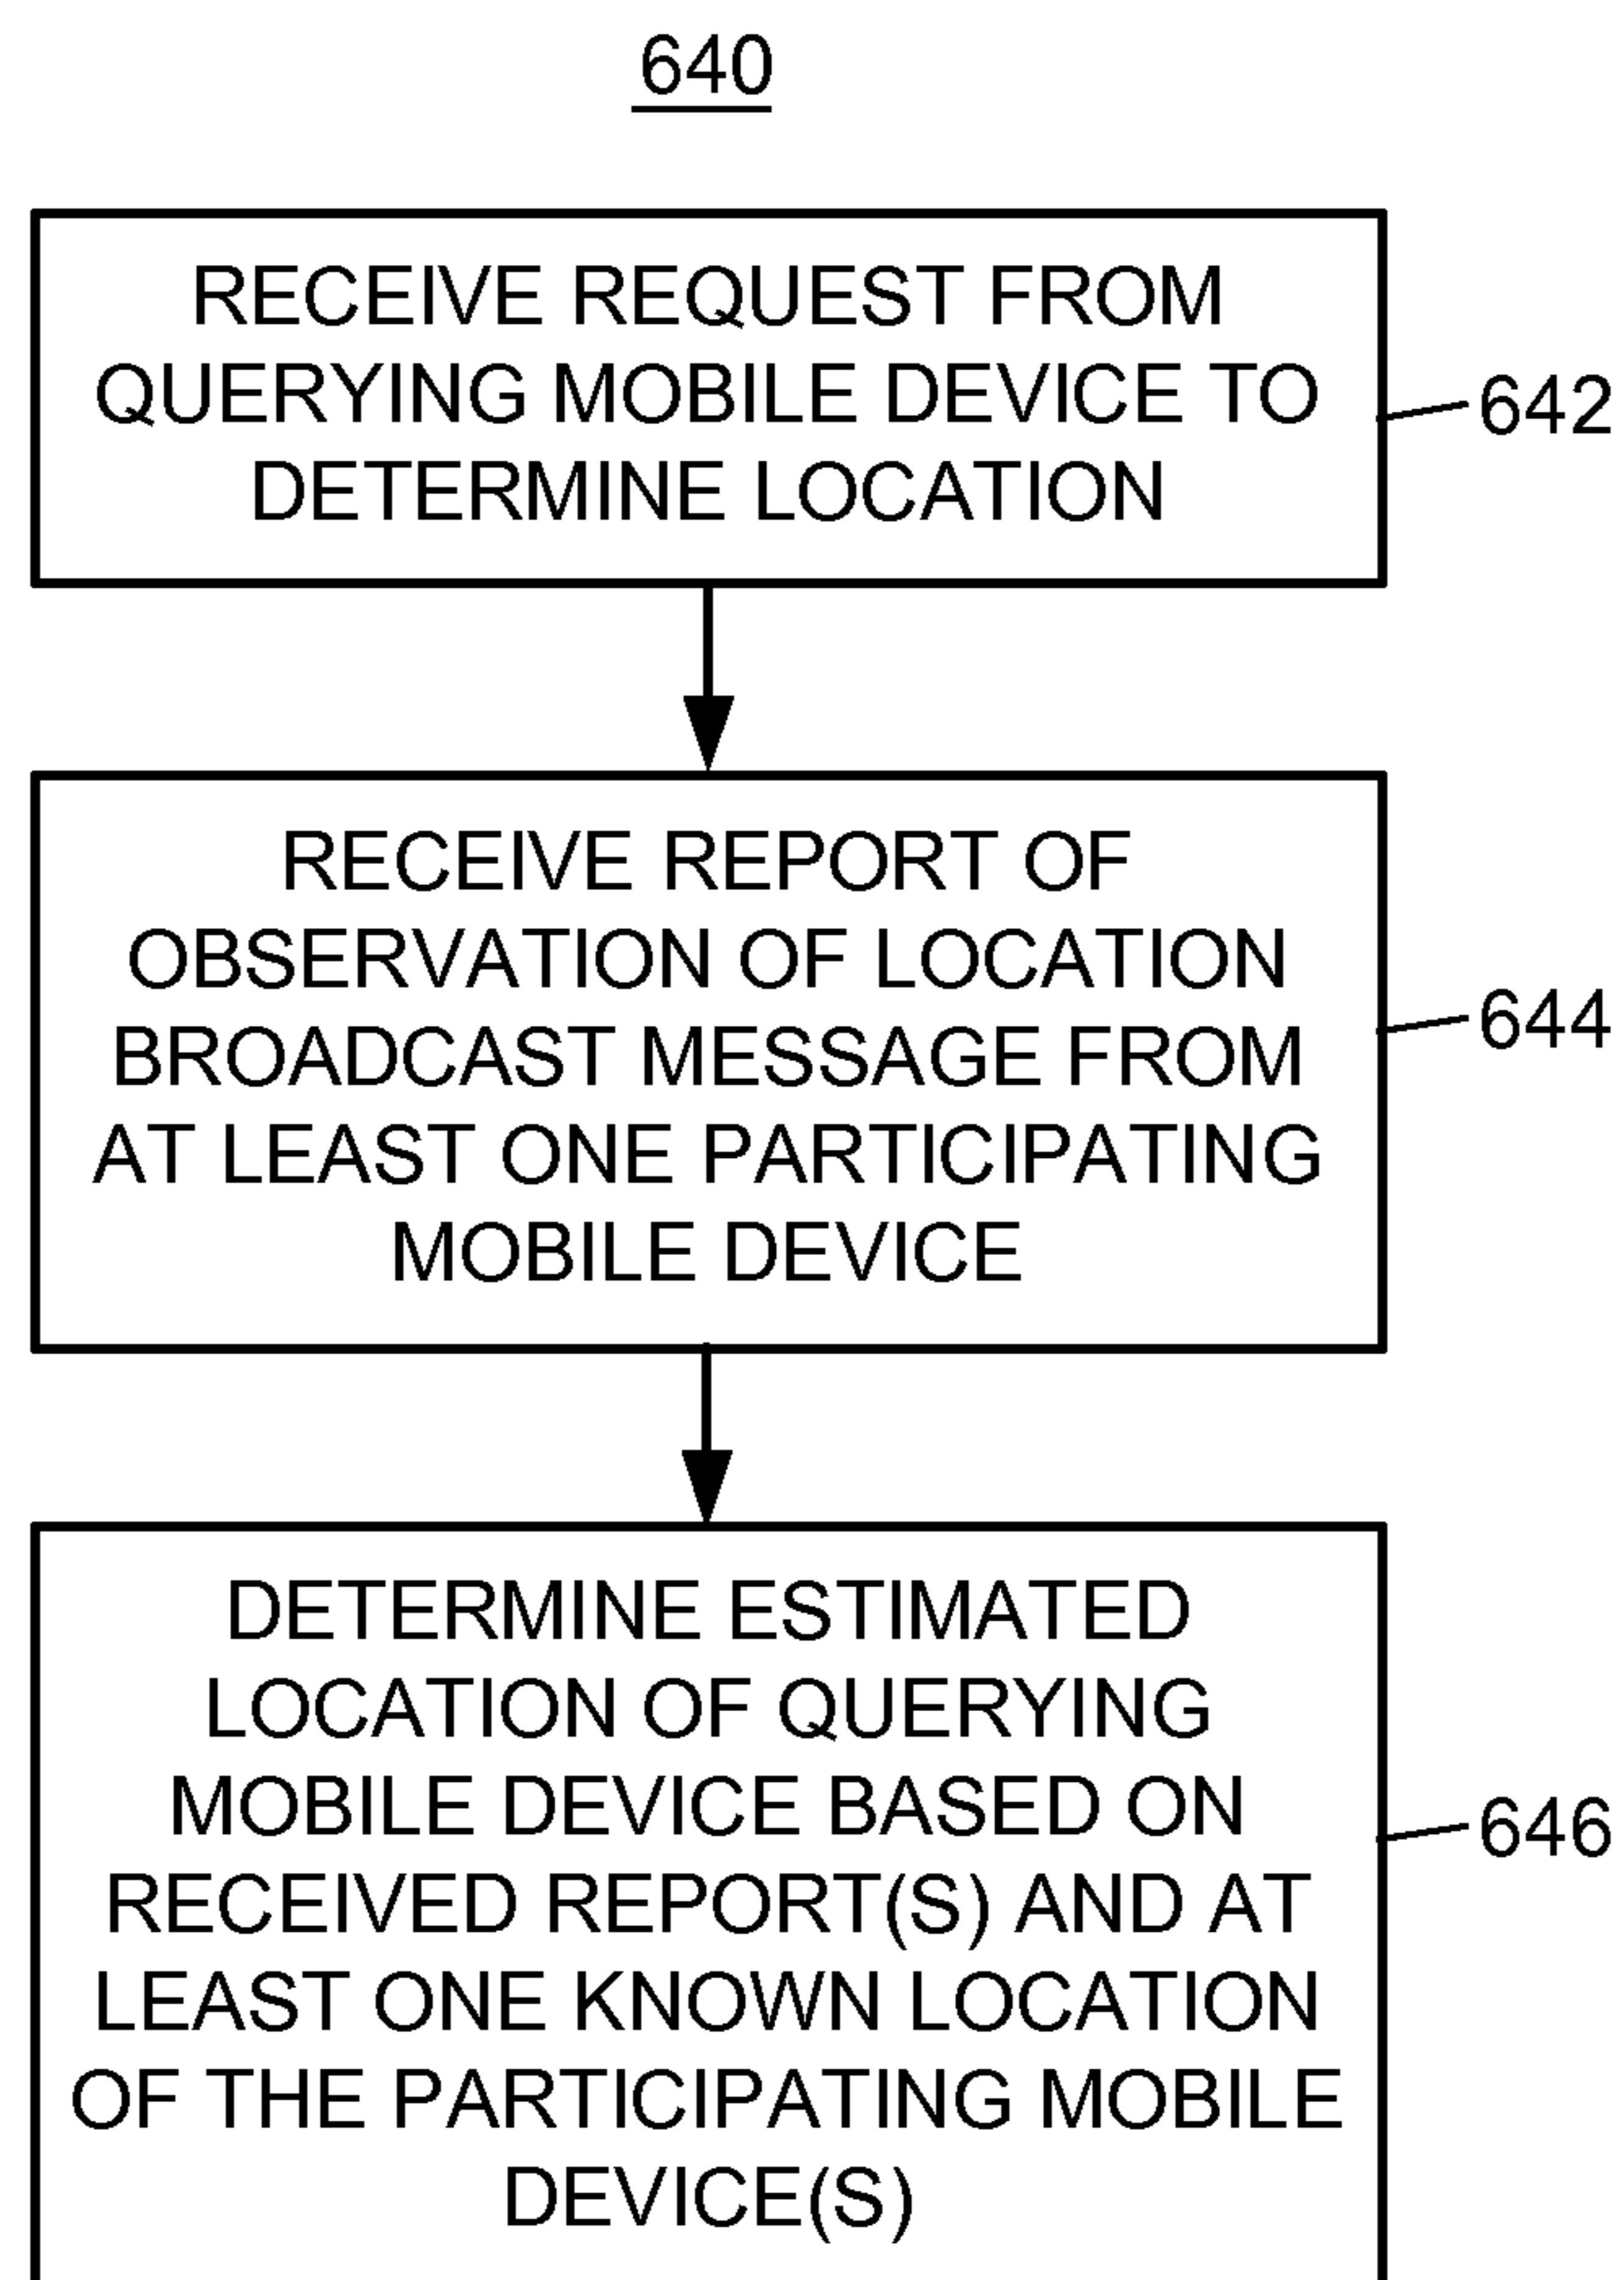 640
RECEIVE REQUEST FROM
QUERYING MOBILE DEVICE TO
DETERMINE LOCATION
642
RECEIVE REPORT OF
OBSERVATION OF LOCATION
BROADCAST MESSAGE FROM
AT LEAST ONE PARTICIPATING
MOBILE DEVICE
644
DETERMINE ESTIMATED
LOCATION OF QUERYING
MOBILE DEVICE BASED ON
RECEIVED REPORT(S) AND AT
LEAST ONE KNOWN LOCATION
OF THE PARTICIPATING MOBILE
DEVICE(S)
646